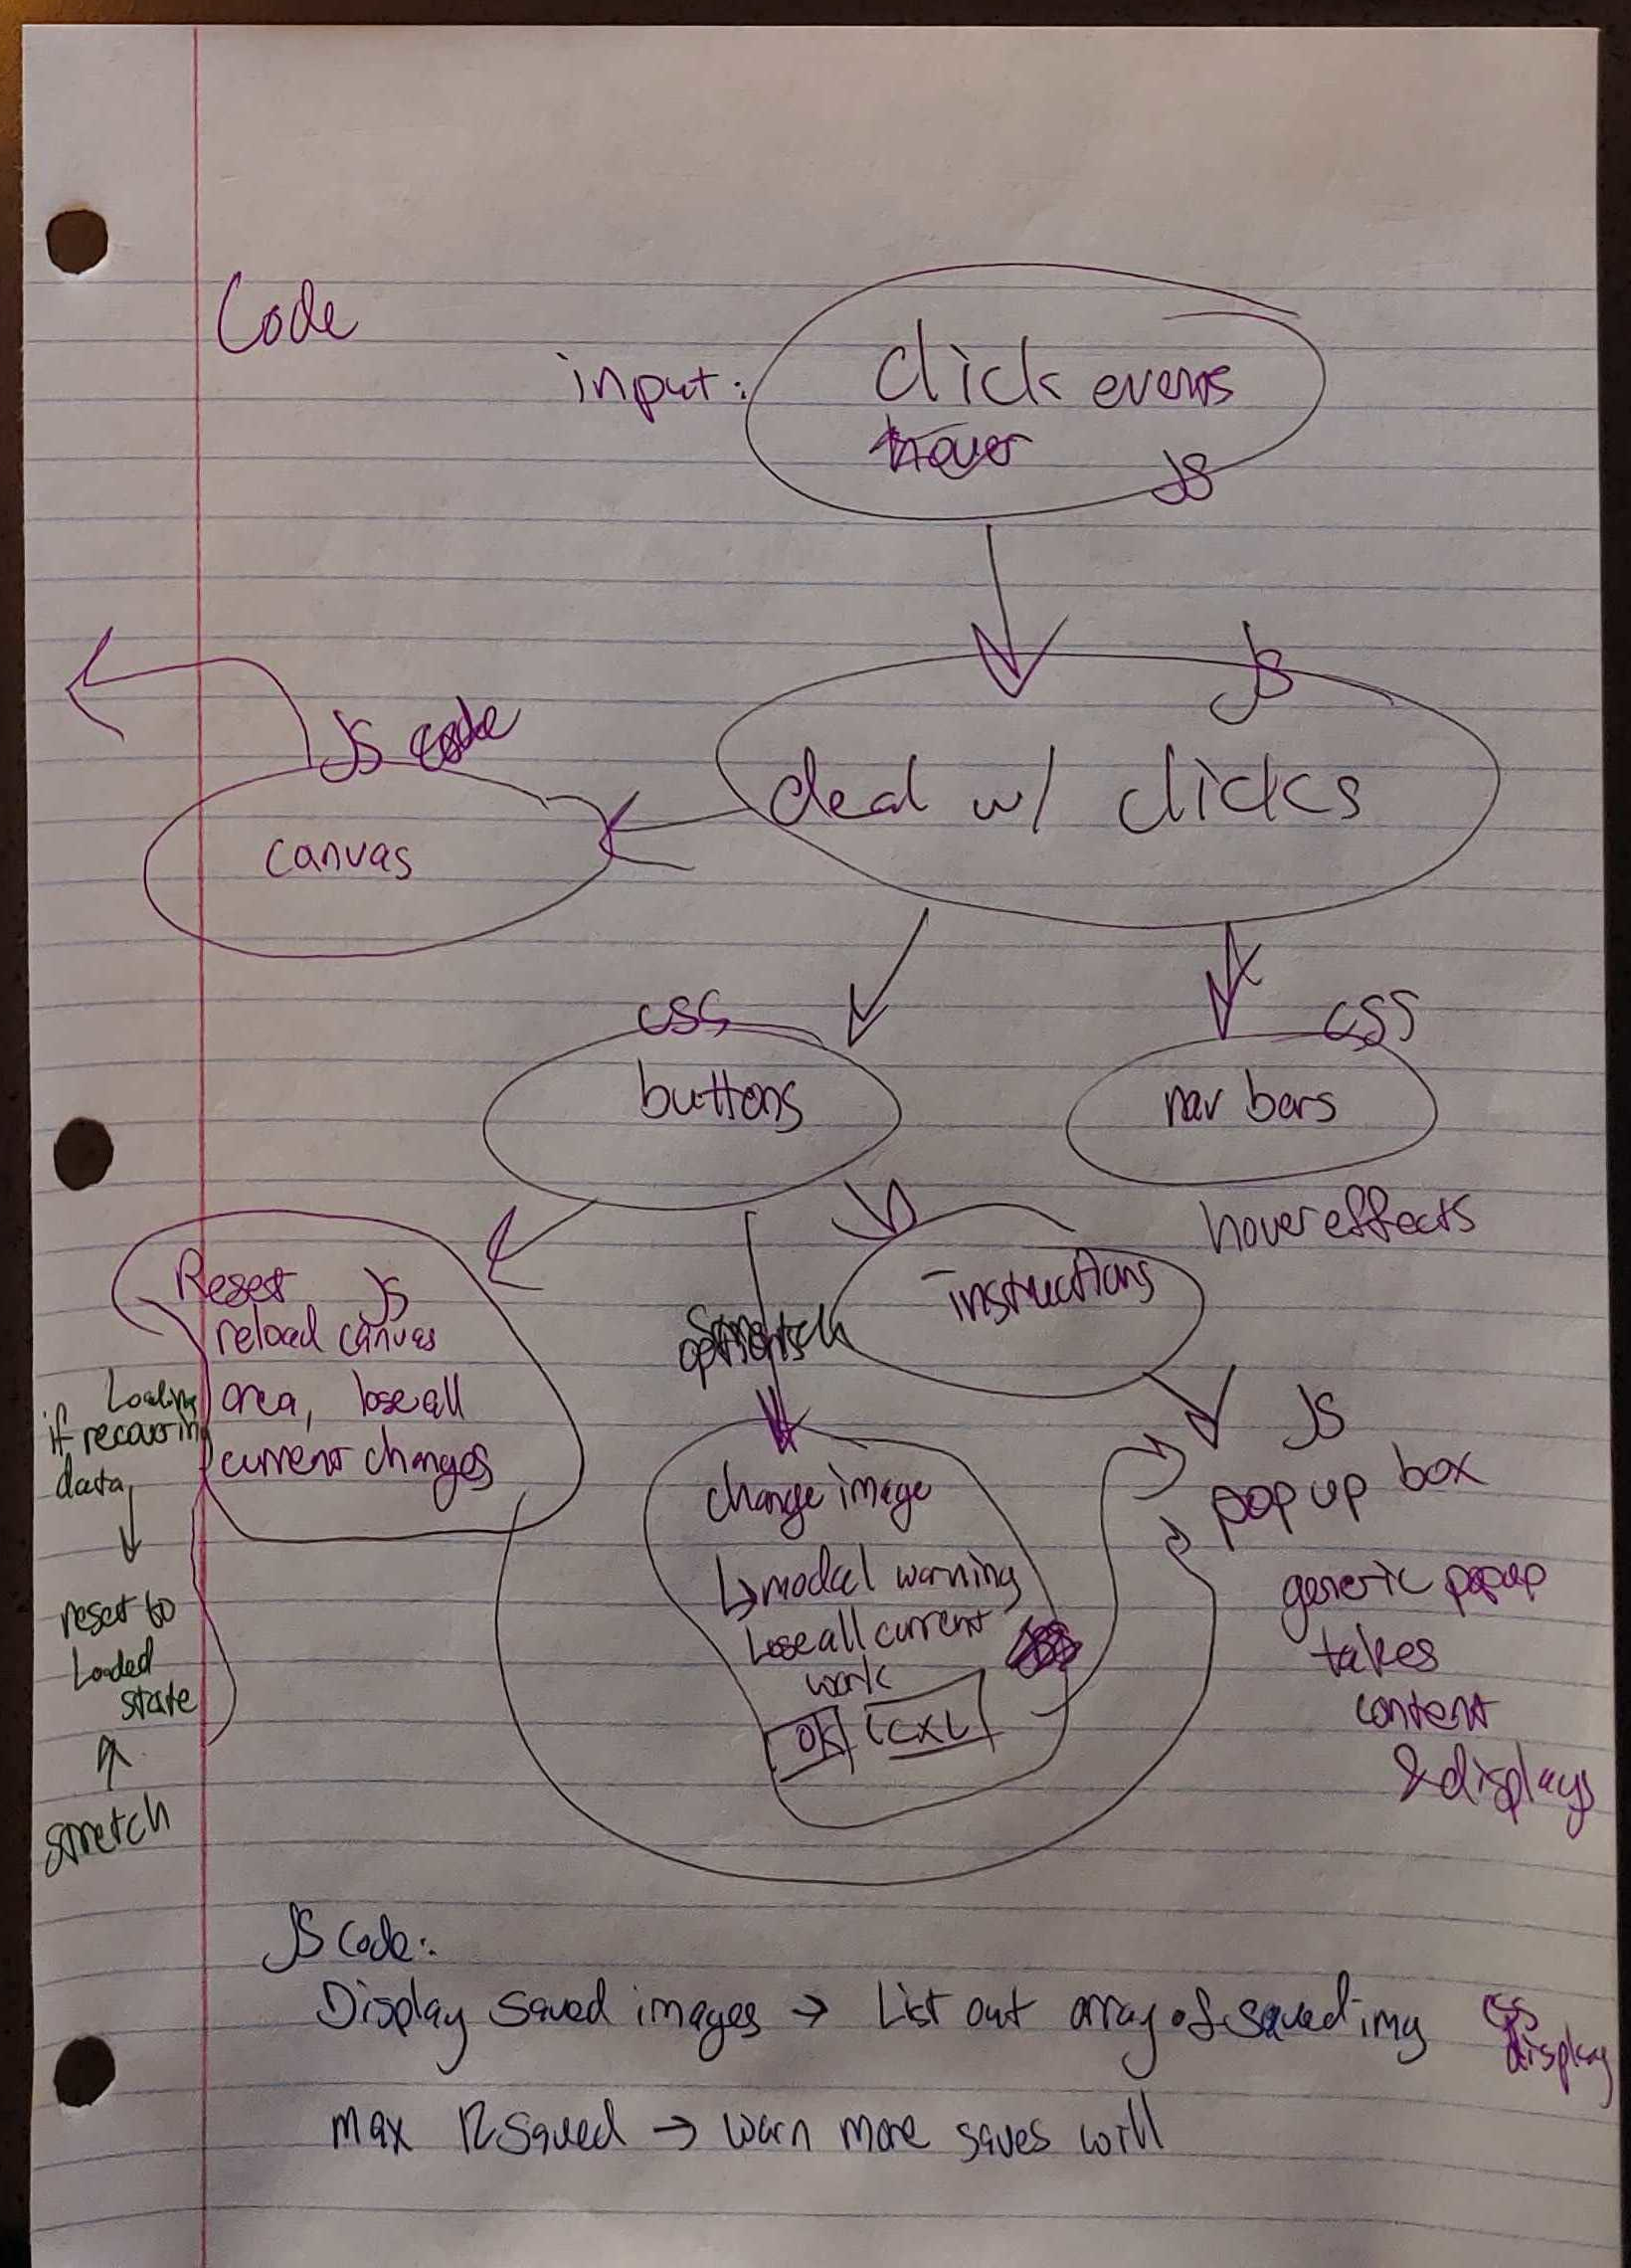 Code
input:
click events
hover
JS
JS
deal w/ clicks
JS code
canvas
css
buttons
css
nav bars
hover effects
Reset JS
reload canvas
area, lose all
current changes
Loading
if recurring
data
reset to
Loaded
state
stretch
instructions
change image
↳ modal warning
Lose all current
work
OK CXL
JS
pop up box
generic popup
takes
content
& displays
JS Code:
Display saved images → List out array of saved img
css
display
max 12 saved → warn more saves will